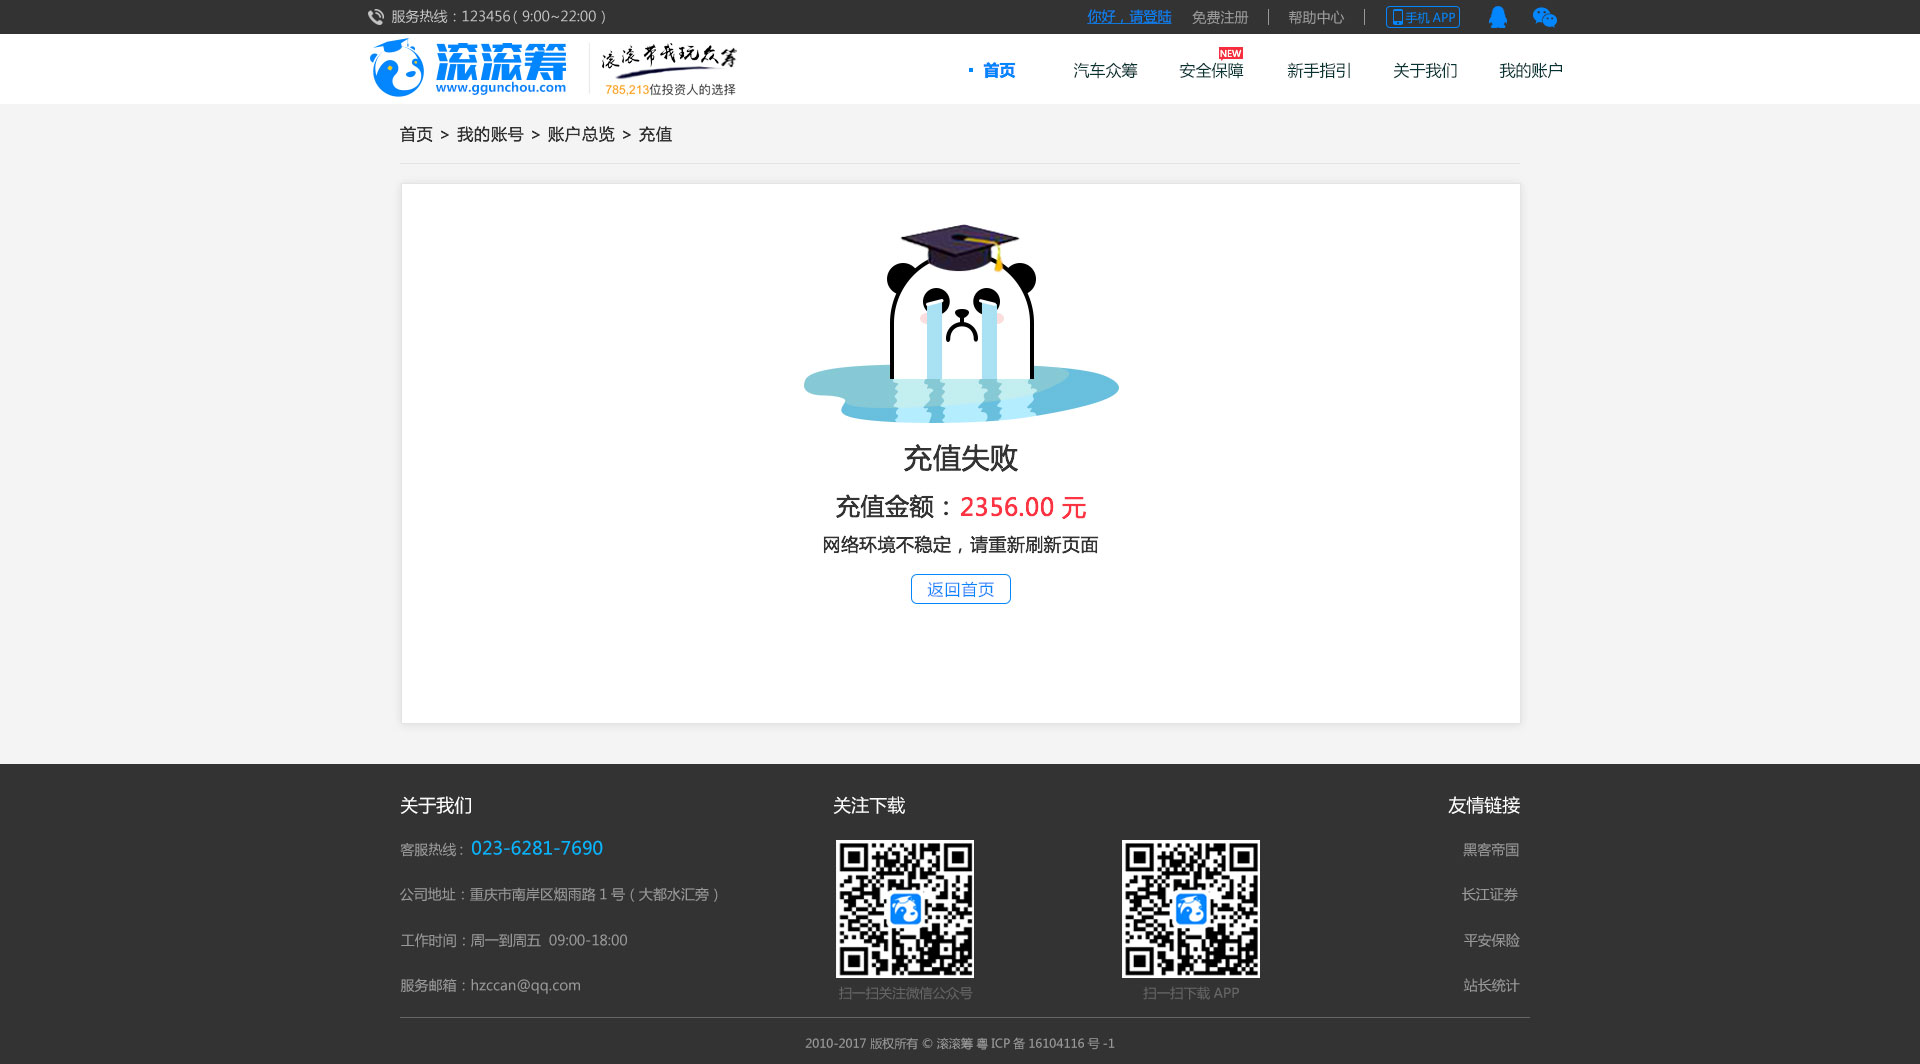 服务热线：123456（ 9:00~22:00 ）
你好，请登陆
免费注册
帮助中心
手机 APP
滚滚筹
www.ggunchou.com
滚滚带我玩众筹
785,213位投资人的选择
首页
汽车众筹
安全保障
NEW
新手指引
关于我们
我的账户
首页 > 我的账号 > 账户总览 > 充值
充值失败
充值金额：2356.00 元
网络环境不稳定，请重新刷新页面
返回首页
关于我们
客服热线：023-6281-7690
公司地址：重庆市南岸区烟雨路 1 号（大都水汇旁）
工作时间：周一到周五 09:00-18:00
服务邮箱：hzccan@qq.com
关注下载
扫一扫关注微信公众号
扫一扫下载 APP
友情链接
黑客帝国
长江证券
平安保险
站长统计
2010-2017 版权所有 © 滚滚筹 粤 ICP 备 16104116 号 -1